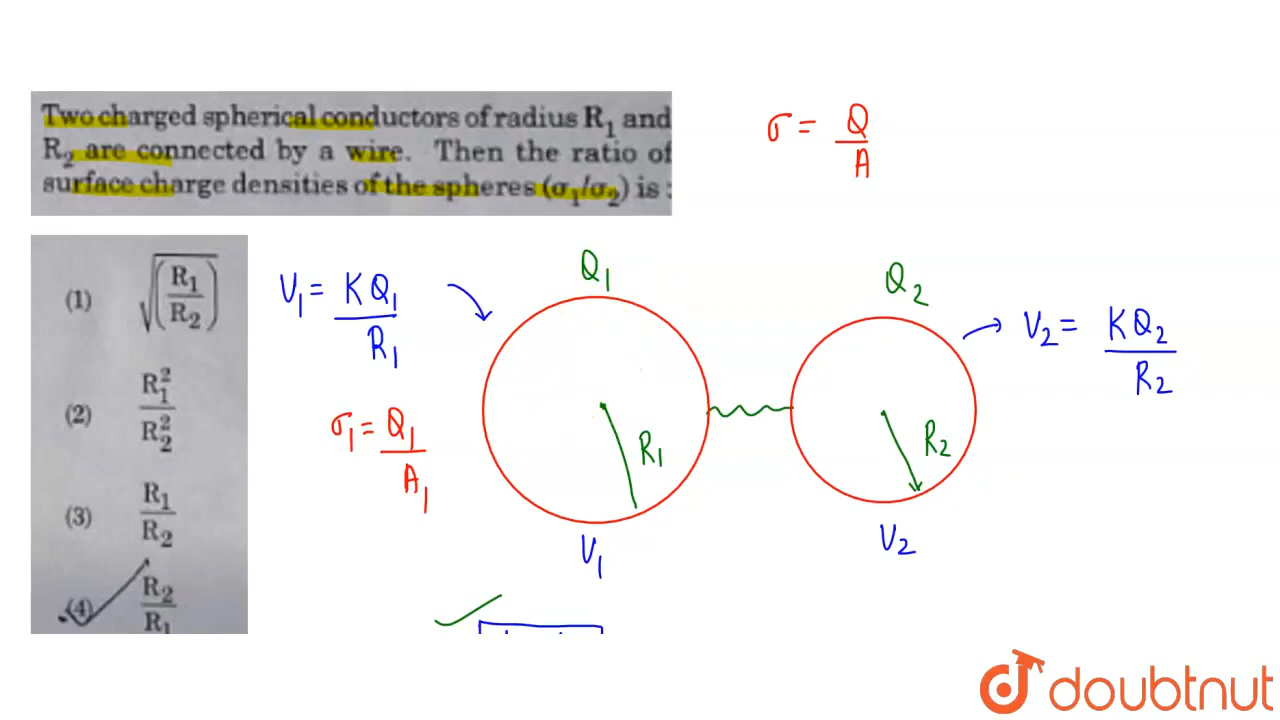 Two charged spherical conductors of radius R₁ and
R₂ are connected by a wire. Then the ratio of
surface charge densities of the spheres (σ₁/σ₂) is :
σ = Q/A
(1) √(R₁/R₂)
(2) R₁²/R₂²
(3) R₁/R₂
(4) R₂/R₁
V₁ = KQ₁/R₁
σ₁ = Q₁/A₁
Q₁
R₁
V₁
Q₂
R₂
V₂
V₂ = KQ₂/R₂
doubtnut